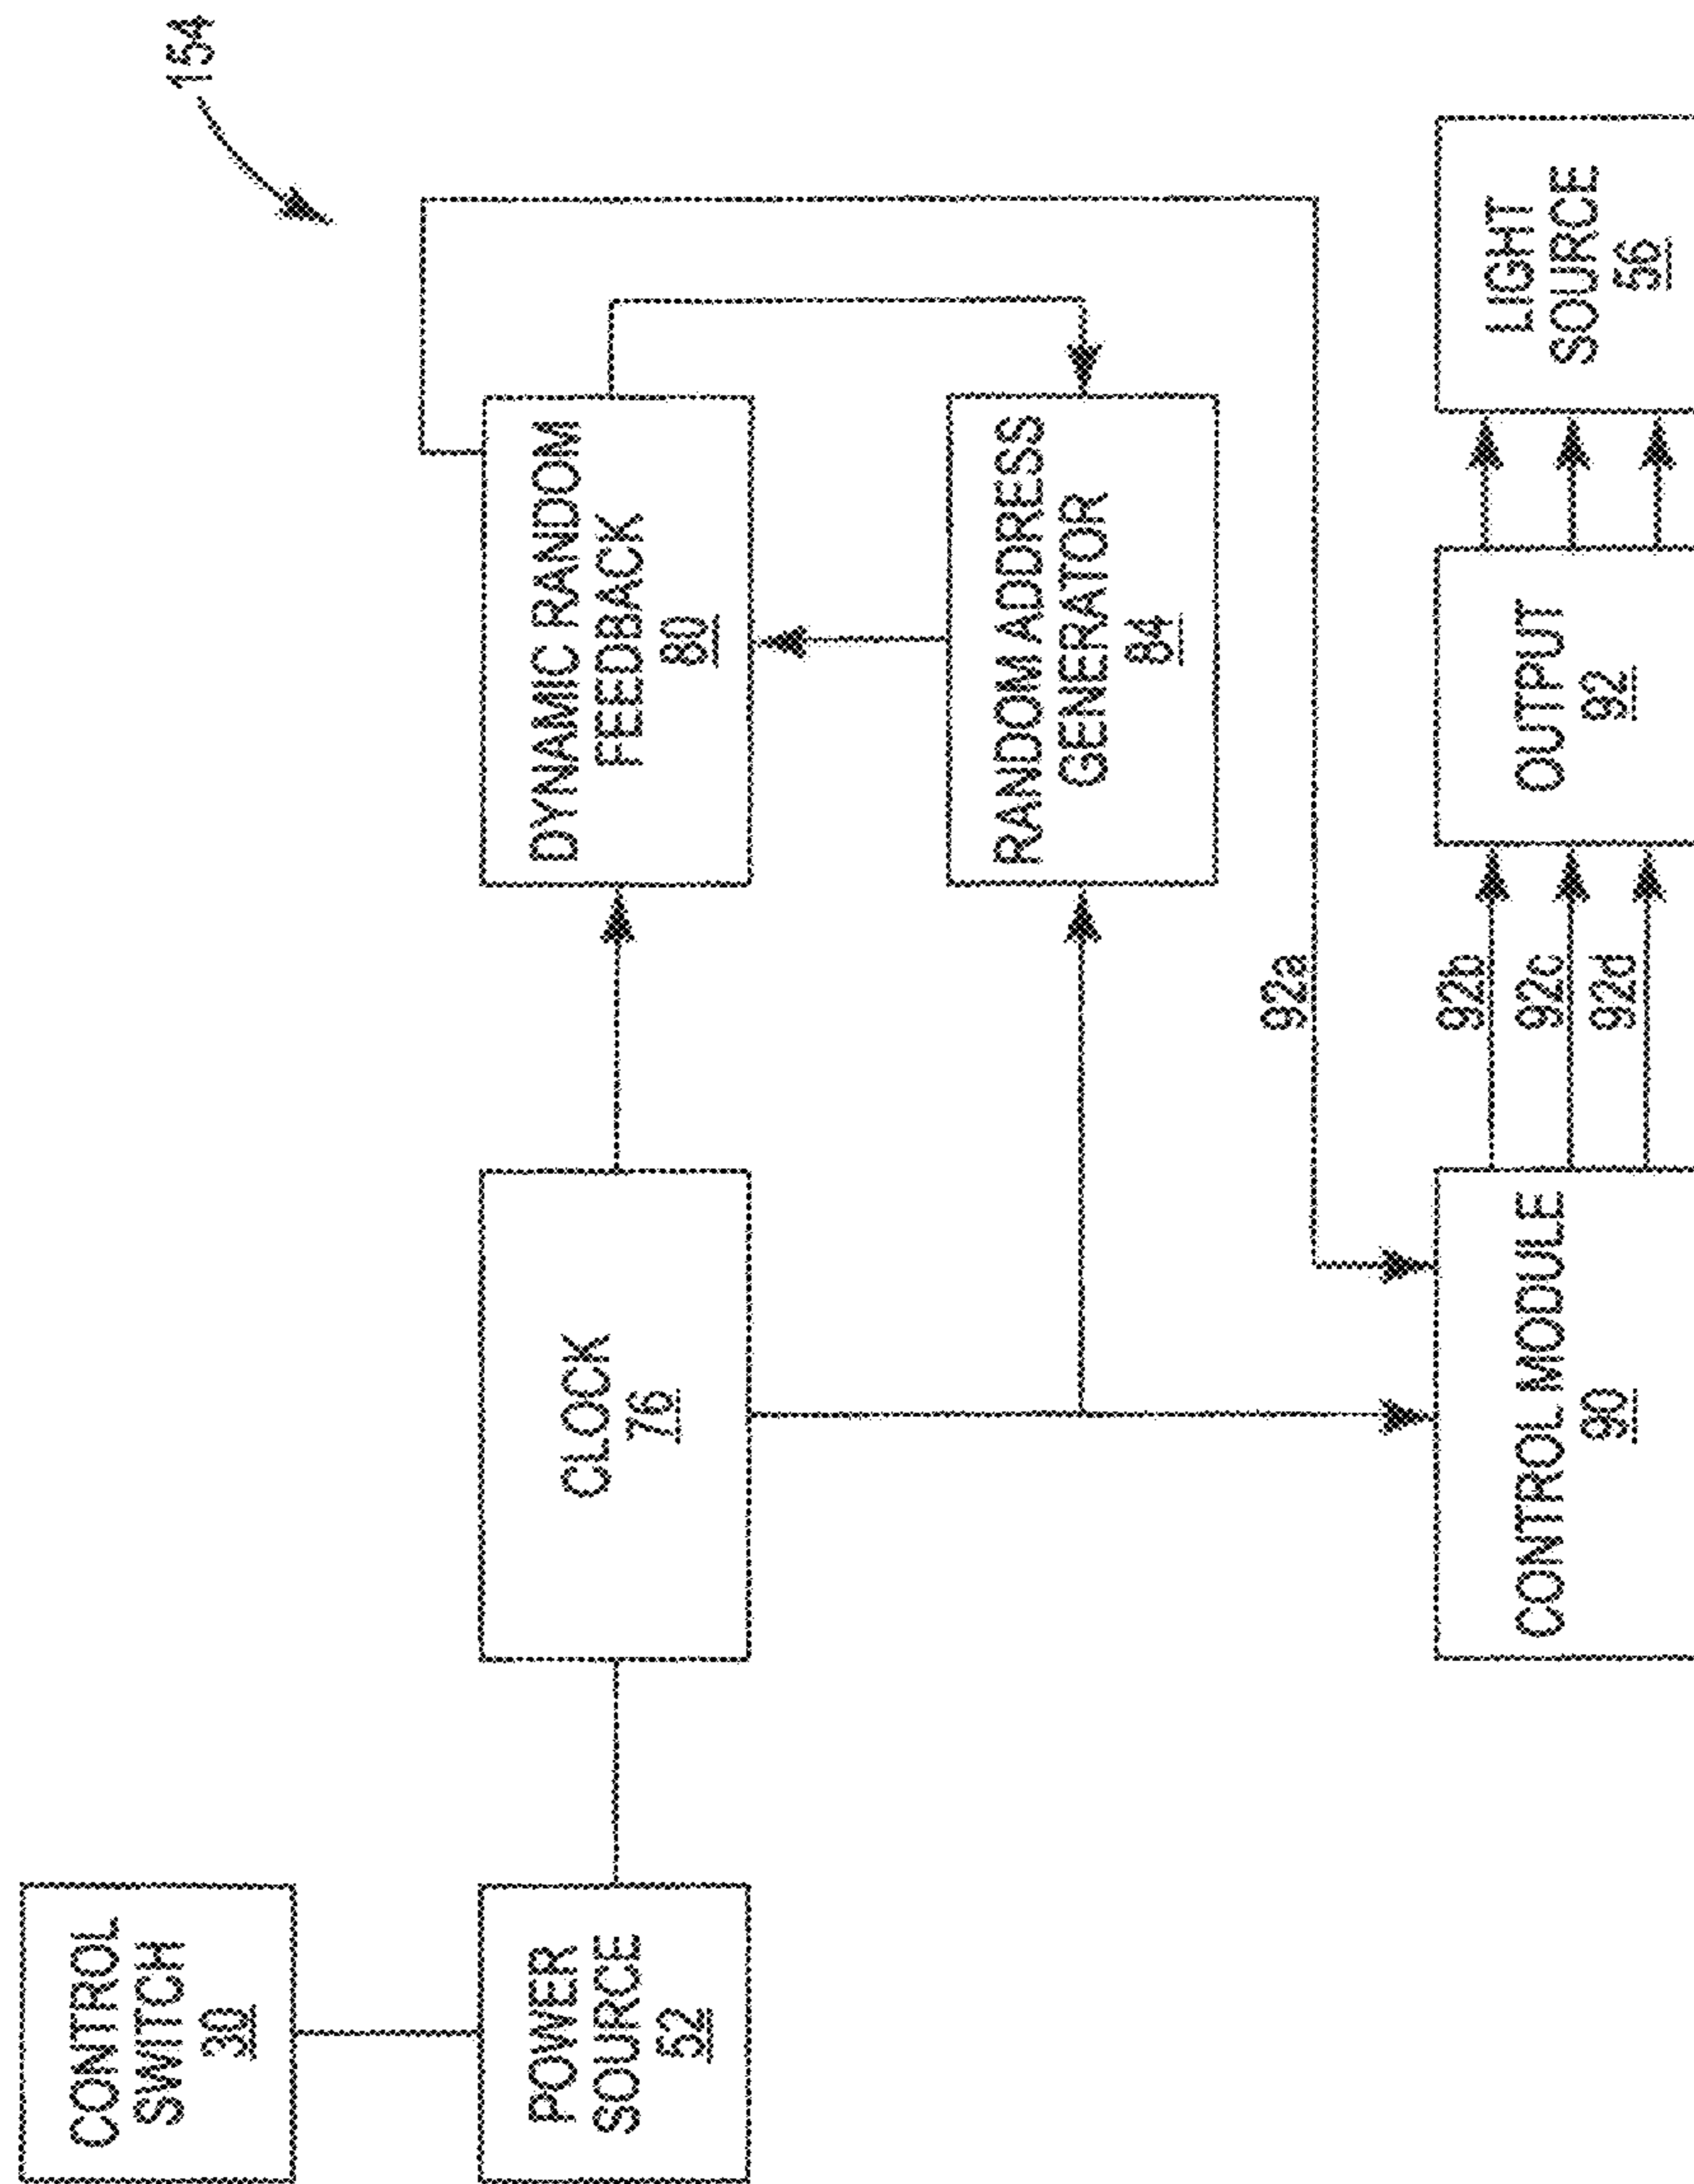 154
CONTROL
SWITCH
30
POWER
SOURCE
52
CLOCK
76
DYNAMIC RANDOM
FEEDBACK
80
RANDOM ADDRESS
GENERATOR
84
92a
CONTROL MODULE
90
92b
92c
92d
OUTPUT
92
LIGHT
SOURCE
56